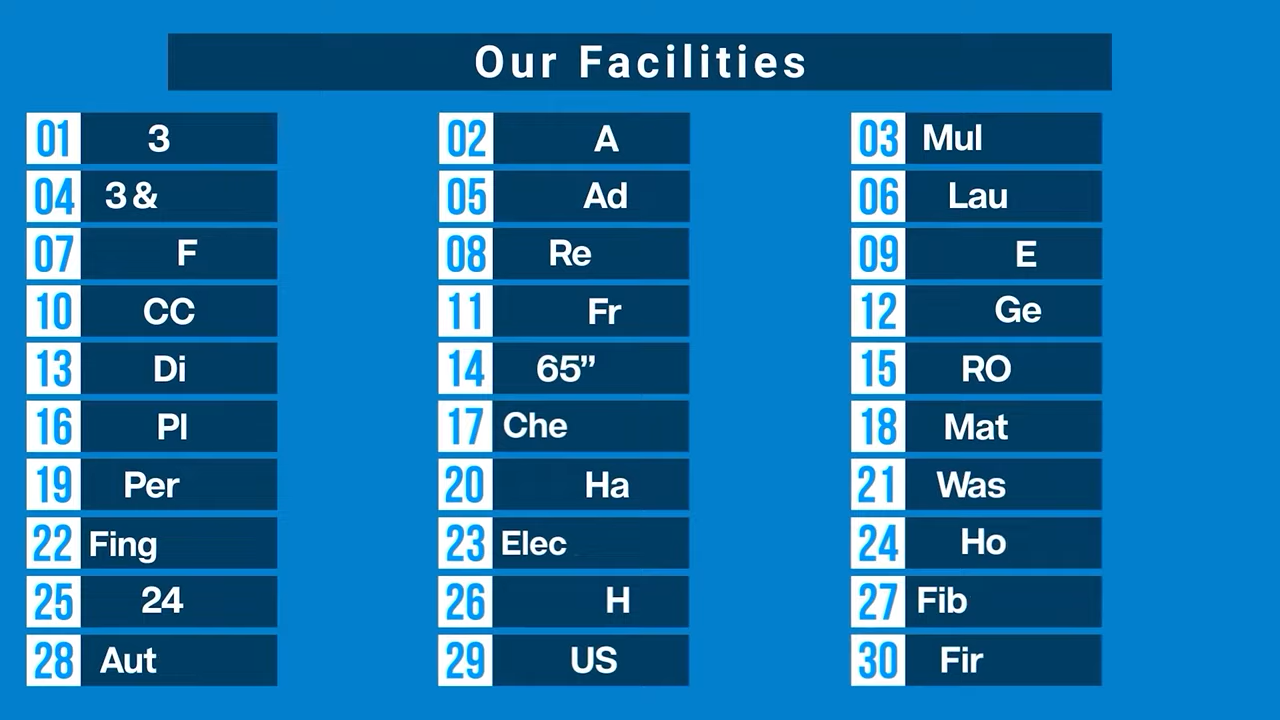 Our Facilities
01 3
02 A
03 Mul
04 3 &
05 Ad
06 Lau
07 F
08 Re
09 E
10 CC
11 Fr
12 Ge
13 Di
14 65”
15 RO
16 Pl
17 Che
18 Mat
19 Per
20 Ha
21 Was
22 Fing
23 Elec
24 Ho
25 24
26 H
27 Fib
28 Aut
29 US
30 Fir